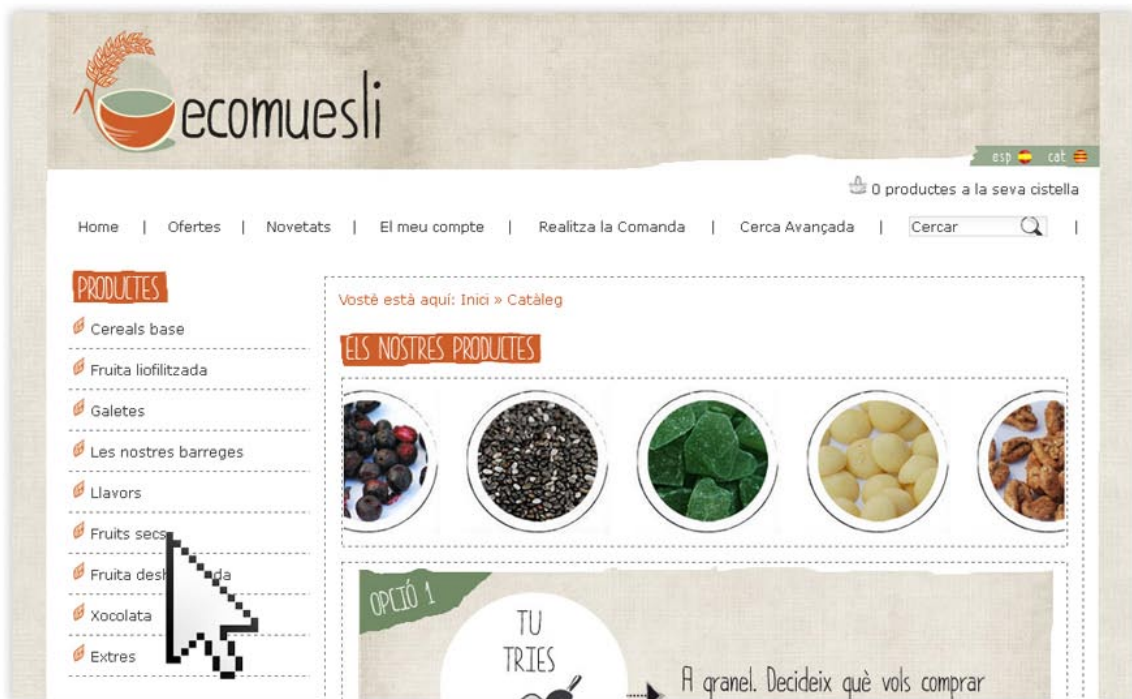 ecomuesli
esp cat
0 productes a la seva cistella
Home | Ofertes | Novetats | El meu compte | Realitza la Comanda | Cerca Avançada | Cercar |
PRODUCTES
Cereals base
Fruita liofilitzada
Galetes
Les nostres barreges
Llavors
Fruits secs
Fruita
Xocolata
Extres
Vostè està aquí: Inici » Catàleg
ELS NOSTRES PRODUCTES
OPCIÓ 1
TU
TRIES
A granel. Decideix què vols comprar